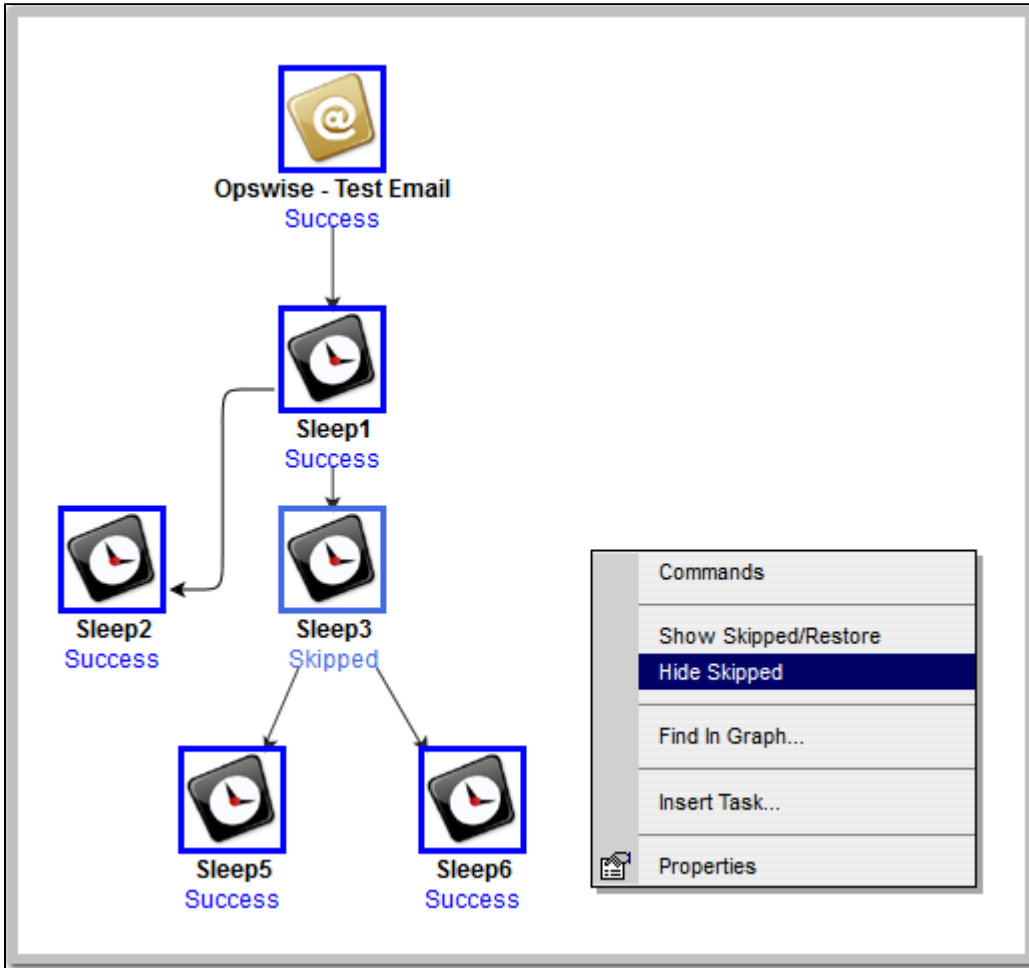 Opswise - Test Email
Success
Sleep1
Success
Sleep2
Success
Sleep3
Skipped
Sleep5
Success
Sleep6
Success
Commands
Show Skipped/Restore
Hide Skipped
Find In Graph...
Insert Task...
Properties